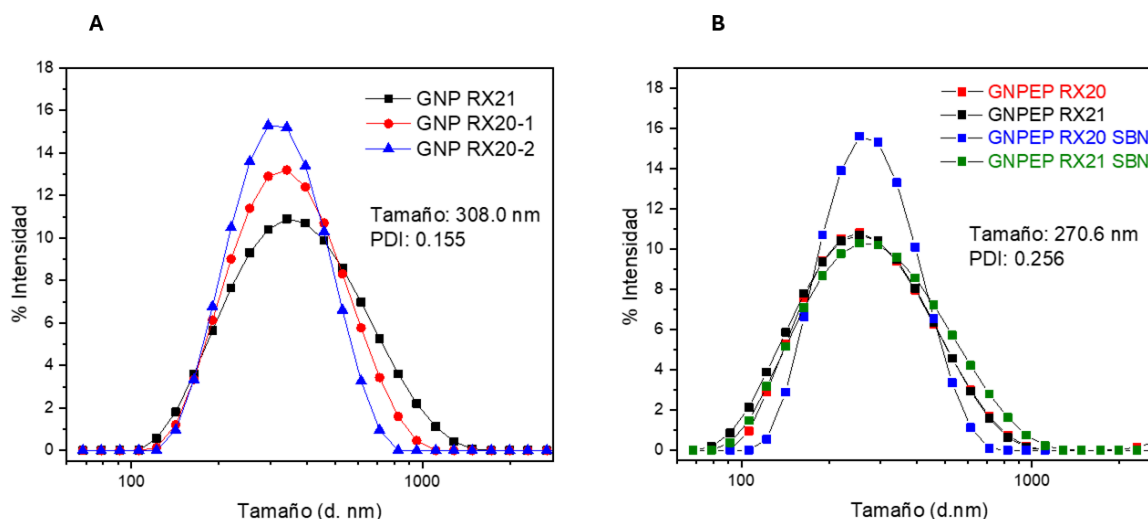 A
18
16
14
12
10
8
6
4
2
0
% Intensidad
GNP RX21
GNP RX20-1
GNP RX20-2
Tamaño: 308.0 nm
PDI: 0.155
100
1000
Tamaño (d. nm)
B
18
16
14
12
10
8
6
4
2
0
% Intensidad
GNPEP RX20
GNPEP RX21
GNPEP RX20 SBN
GNPEP RX21 SBN
Tamaño: 270.6 nm
PDI: 0.256
100
1000
Tamaño (d.nm)